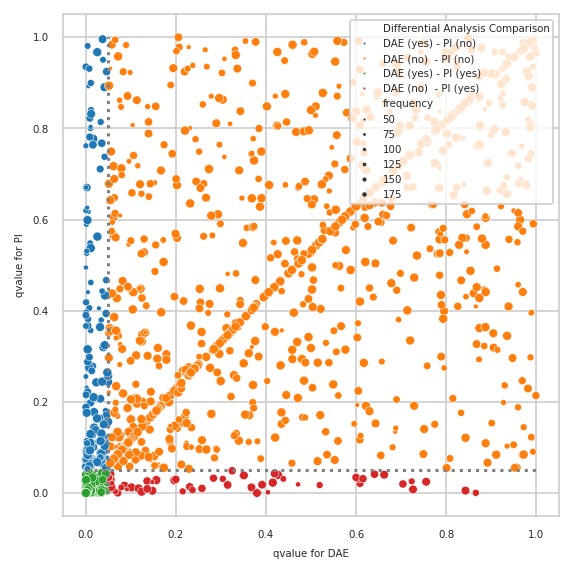 Differential Analysis Comparison
DAE (yes) - PI (no)
DAE (no)  - PI (no)
DAE (yes) - PI (yes)
DAE (no)  - PI (yes)
frequency
50
75
100
125
150
175
1.0
0.8
0.6
0.4
0.2
0.0
qvalue for PI
0.0 0.2 0.4 0.6 0.8 1.0
qvalue for DAE